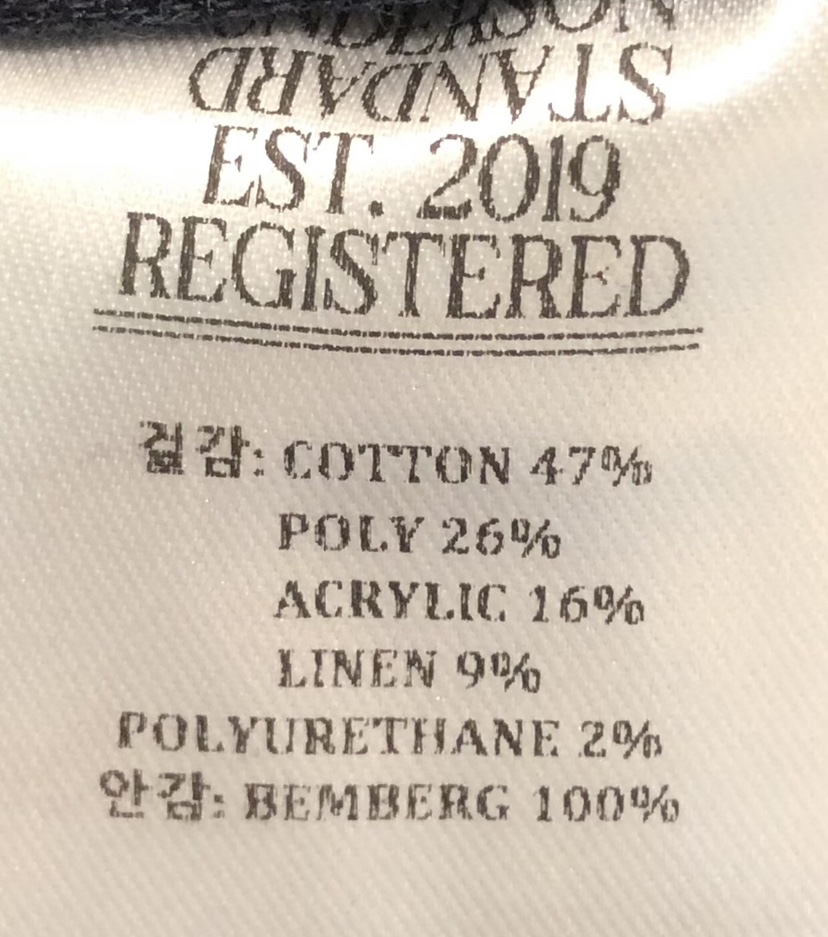 STANDARD
EST. 2019
REGISTERED
겉감: COTTON 47%
POLY 26%
ACRYLIC 16%
LINEN 9%
POLYURETHANE 2%
안감: BEMBERG 100%